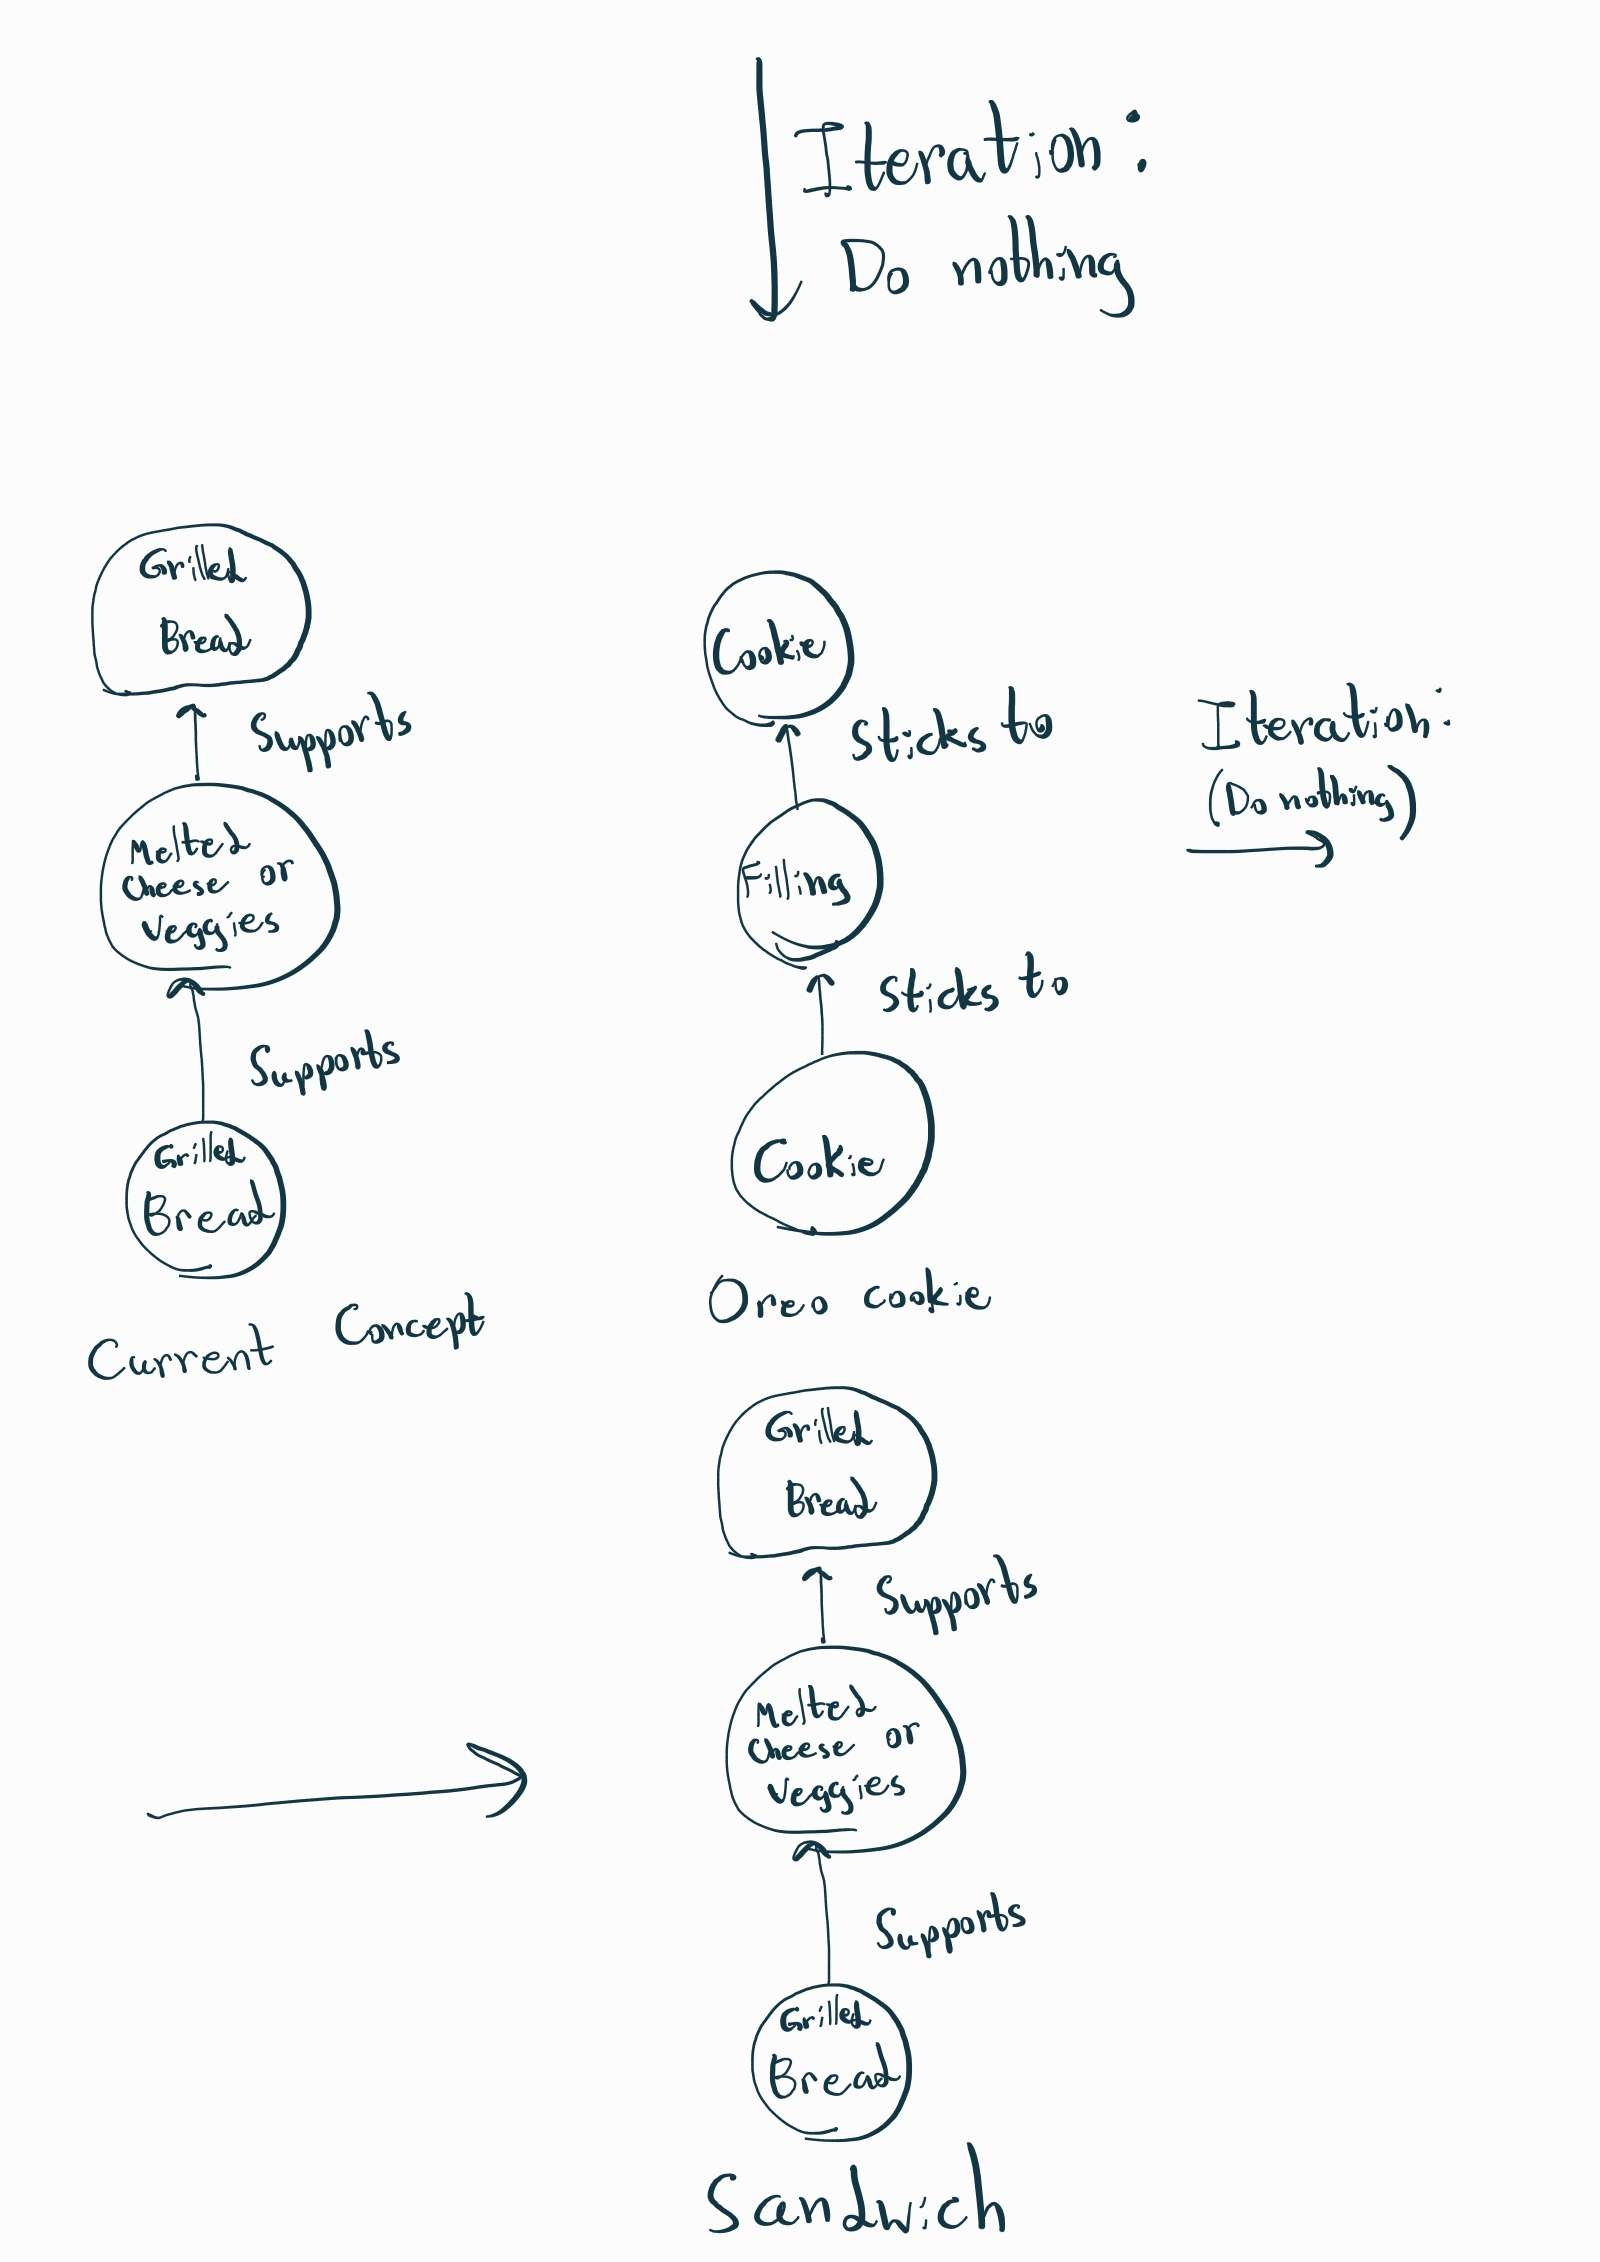 Iteration:
Do nothing
Grilled
Bread
Supports
Melted
Cheese or
Veggies
Supports
Grilled
Bread
Current Concept
Cookie
Sticks to
Filling
Sticks to
Cookie
Oreo cookie
Iteration:
(Do nothing)
Grilled
Bread
Supports
Melted
Cheese or
Veggies
Supports
Grilled
Bread
Sandwich